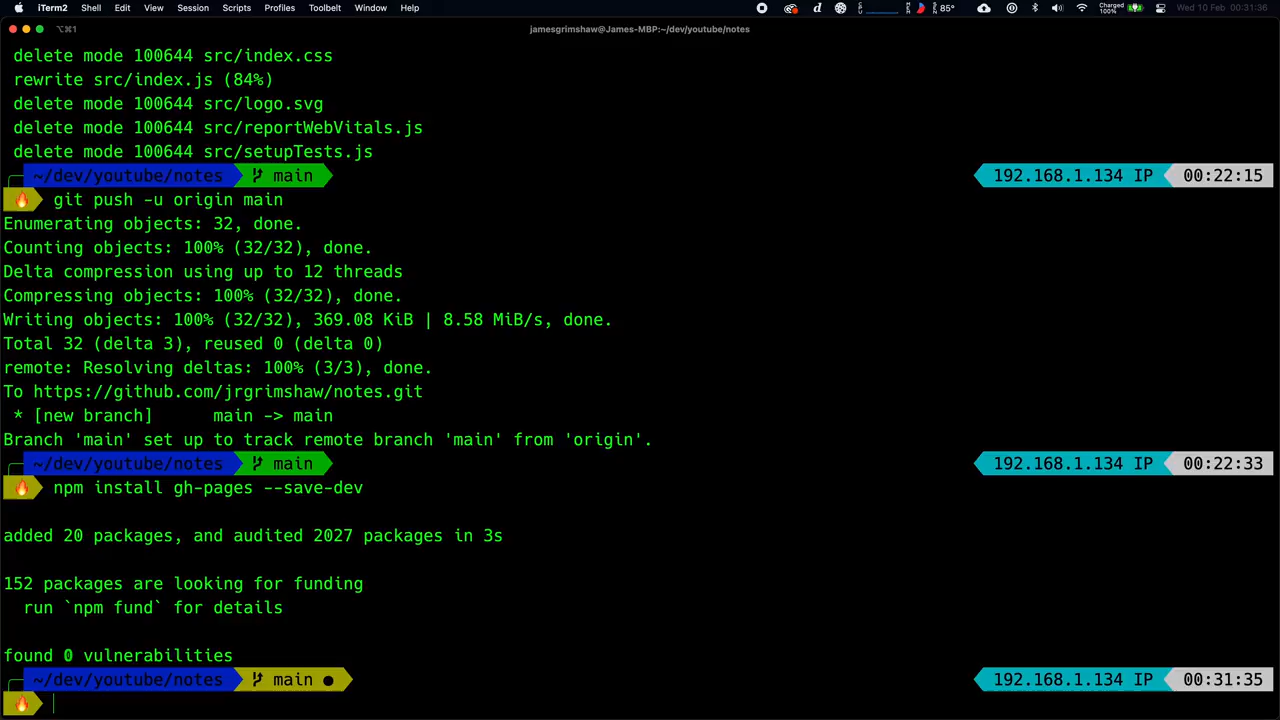 iTerm2 Shell Edit View Session Scripts Profiles Toolbelt Window Help 85° Charged 100% Wed 10 Feb 00:31:36
⌥⌘1 jamesgrimshaw@James-MBP:~/dev/youtube/notes
delete mode 100644 src/index.css
rewrite src/index.js (84%)
delete mode 100644 src/logo.svg
delete mode 100644 src/reportWebVitals.js
delete mode 100644 src/setupTests.js
~/dev/youtube/notes main 192.168.1.134 IP 00:22:15
git push -u origin main
Enumerating objects: 32, done.
Counting objects: 100% (32/32), done.
Delta compression using up to 12 threads
Compressing objects: 100% (32/32), done.
Writing objects: 100% (32/32), 369.08 KiB | 8.58 MiB/s, done.
Total 32 (delta 3), reused 0 (delta 0)
remote: Resolving deltas: 100% (3/3), done.
To https://github.com/jrgrimshaw/notes.git
* [new branch] main -> main
Branch 'main' set up to track remote branch 'main' from 'origin'.
~/dev/youtube/notes main 192.168.1.134 IP 00:22:33
npm install gh-pages --save-dev
added 20 packages, and audited 2027 packages in 3s
152 packages are looking for funding
run `npm fund` for details
found 0 vulnerabilities
~/dev/youtube/notes main ● 192.168.1.134 IP 00:31:35